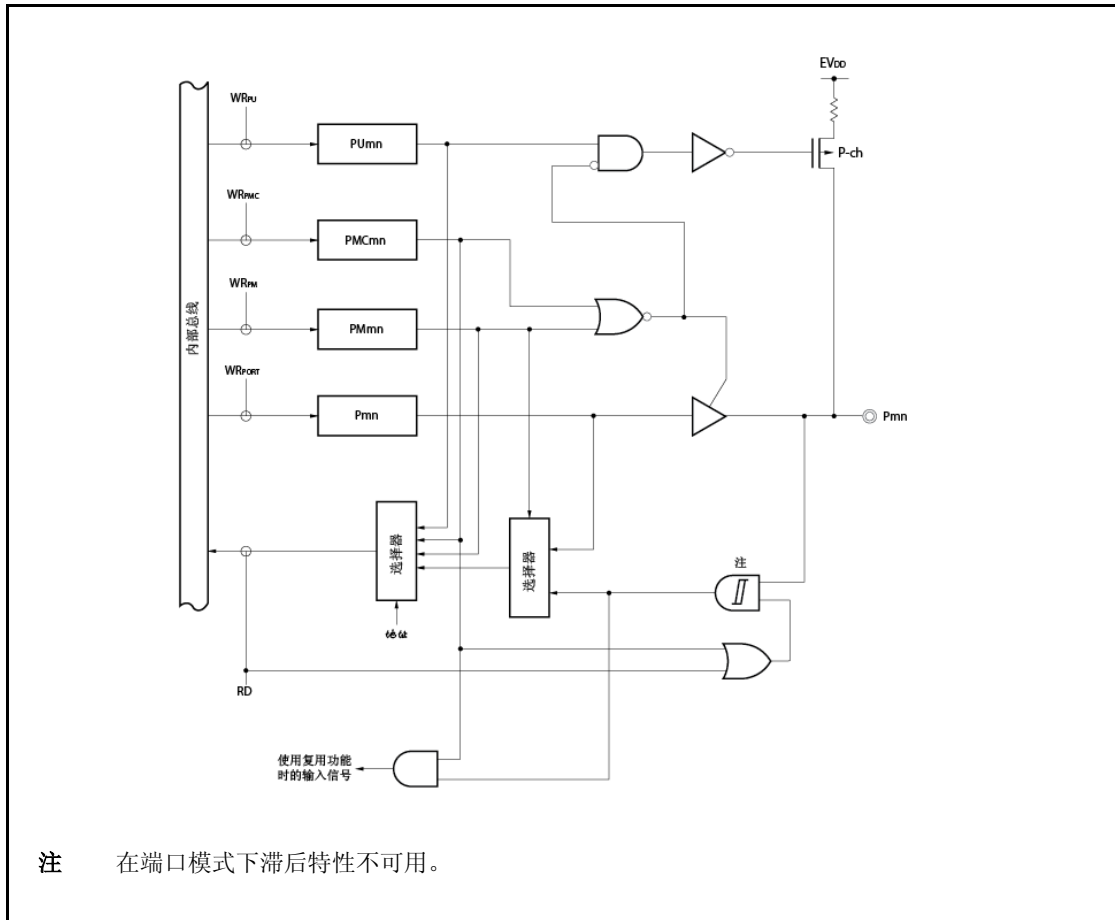 EVDD
WRPU
PUmn
P-ch
WRPMC
PMCmn
WRPM
PMmn
内部总线
WRPORT
Pmn
Pmn
选择器
选择器
注
RD
使用复用功能
时的输入信号
注 在端口模式下滞后特性不可用。